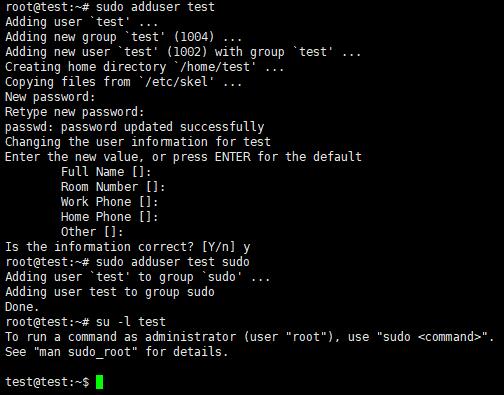 root@test:~# sudo adduser test
Adding user `test' ...
Adding new group `test' (1004) ...
Adding new user `test' (1002) with group `test' ...
Creating home directory `/home/test' ...
Copying files from `/etc/skel' ...
New password:
Retype new password:
passwd: password updated successfully
Changing the user information for test
Enter the new value, or press ENTER for the default
        Full Name []:
        Room Number []:
        Work Phone []:
        Home Phone []:
        Other []:
Is the information correct? [Y/n] y
root@test:~# sudo adduser test sudo
Adding user `test' to group `sudo' ...
Adding user test to group sudo
Done.
root@test:~# su -l test
To run a command as administrator (user "root"), use "sudo <command>".
See "man sudo_root" for details.
test@test:~$